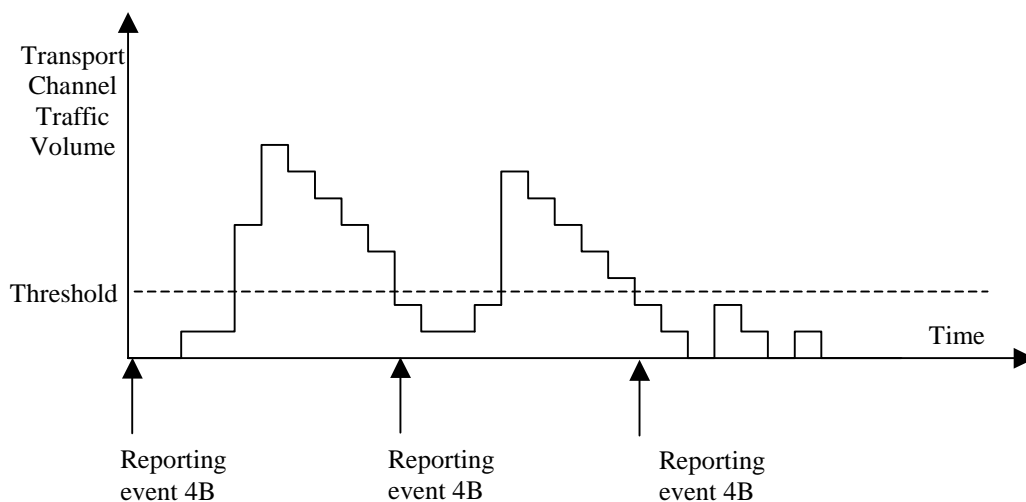 Transport
Channel
Traffic
Volume
Threshold
Time
Reporting
event 4B
Reporting
event 4B
Reporting
event 4B